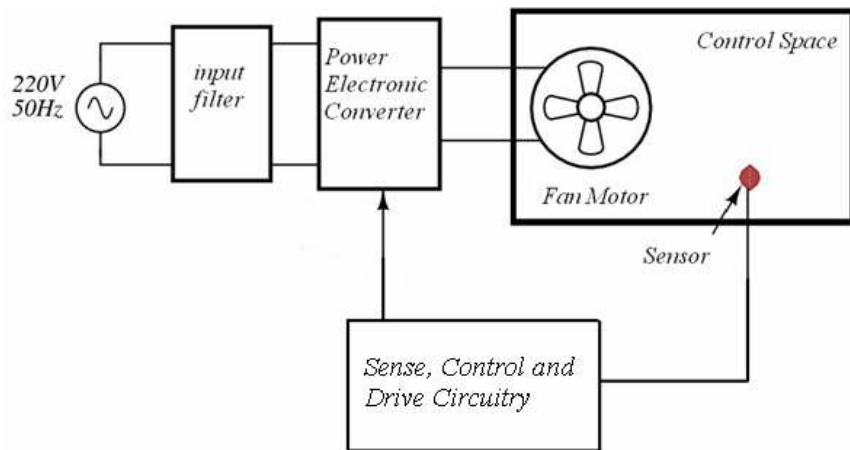 220V
50Hz
input
filter
Power
Electronic
Converter
Control Space
Fan Motor
Sensor
Sense, Control and
Drive Circuitry